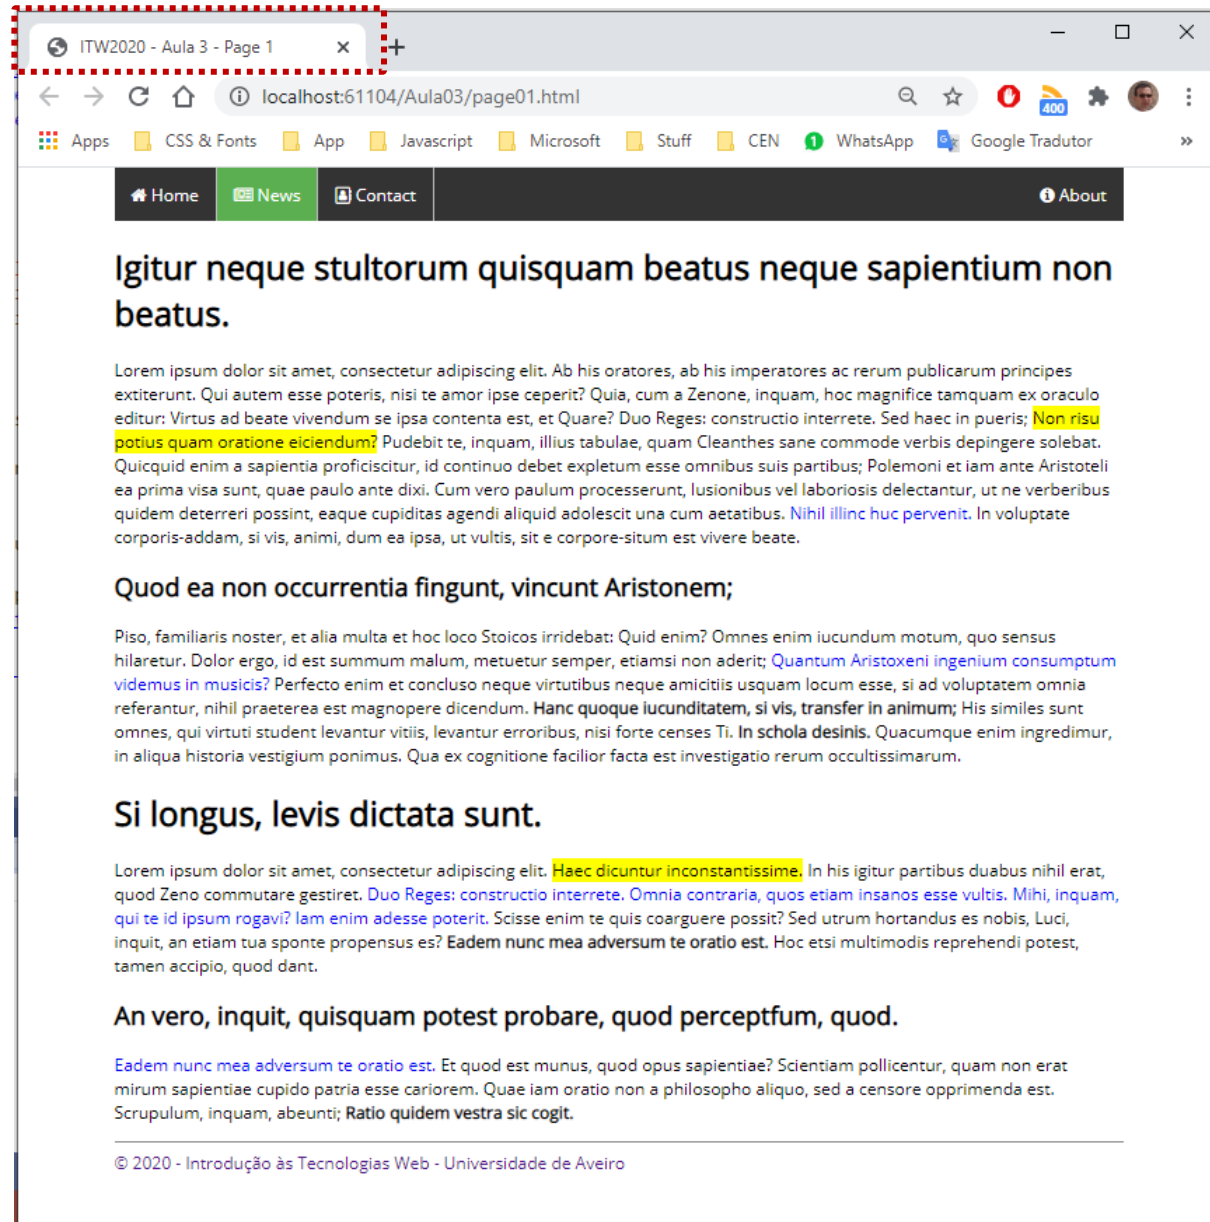 ITW2020 - Aula 3 - Page 1
localhost:61104/Aula03/page01.html
400
Apps CSS & Fonts App Javascript Microsoft Stuff CEN 1 WhatsApp Google Tradutor »
Home News Contact About
Igitur neque stultorum quisquam beatus neque sapientium non
beatus.
Lorem ipsum dolor sit amet, consectetur adipiscing elit. Ab his oratores, ab his imperatores ac rerum publicarum principes
extiterunt. Qui autem esse poteris, nisi te amor ipse ceperit? Quia, cum a Zenone, inquam, hoc magnifice tamquam ex oraculo
editur: Virtus ad beate vivendum se ipsa contenta est, et Quare? Duo Reges: constructio interrete. Sed haec in pueris; Non risu
potius quam oratione eiciendum? Pudebit te, inquam, illius tabulae, quam Cleanthes sane commode verbis depingere solebat.
Quicquid enim a sapientia proficiscitur, id continuo debet expletum esse omnibus suis partibus; Polemoni et iam ante Aristoteli
ea prima visa sunt, quae paulo ante dixi. Cum vero paulum processerunt, lusionibus vel laboriosis delectantur, ut ne verberibus
quidem deterreri possint, eaque cupiditas agendi aliquid adolescit una cum aetatibus. Nihil illinc huc pervenit. In voluptate
corporis-addam, si vis, animi, dum ea ipsa, ut vultis, sit e corpore-situm est vivere beate.
Quod ea non occurrentia fingunt, vincunt Aristonem;
Piso, familiaris noster, et alia multa et hoc loco Stoicos irridebat: Quid enim? Omnes enim iucundum motum, quo sensus
hilaretur. Dolor ergo, id est summum malum, metuetur semper, etiamsi non aderit; Quantum Aristoxeni ingenium consumptum
videmus in musicis? Perfecto enim et concluso neque virtutibus neque amicitiis usquam locum esse, si ad voluptatem omnia
referantur, nihil praeterea est magnopere dicendum. Hanc quoque iucunditatem, si vis, transfer in animum; His similes sunt
omnes, qui virtuti student levantur vitiis, levantur erroribus, nisi forte censes Ti. In schola desinis. Quacumque enim ingredimur,
in aliqua historia vestigium ponimus. Qua ex cognitione facilior facta est investigatio rerum occultissimarum.
Si longus, levis dictata sunt.
Lorem ipsum dolor sit amet, consectetur adipiscing elit. Haec dicuntur inconstantissime. In his igitur partibus duabus nihil erat,
quod Zeno commutare gestiret. Duo Reges: constructio interrete. Omnia contraria, quos etiam insanos esse vultis. Mihi, inquam,
qui te id ipsum rogavi? Iam enim adesse poterit. Scisse enim te quis coarguere possit? Sed utrum hortandus es nobis, Luci,
inquit, an etiam tua sponte propensus es? Eadem nunc mea adversum te oratio est. Hoc etsi multimodis reprehendi potest,
tamen accipio, quod dant.
An vero, inquit, quisquam potest probare, quod perceptfum, quod.
Eadem nunc mea adversum te oratio est. Et quod est munus, quod opus sapientiae? Scientiam pollicentur, quam non erat
mirum sapientiae cupido patria esse cariorem. Quae iam oratio non a philosopho aliquo, sed a censore opprimenda est.
Scrupulum, inquam, abeunti; Ratio quidem vestra sic cogit.
© 2020 - Introdução às Tecnologias Web - Universidade de Aveiro